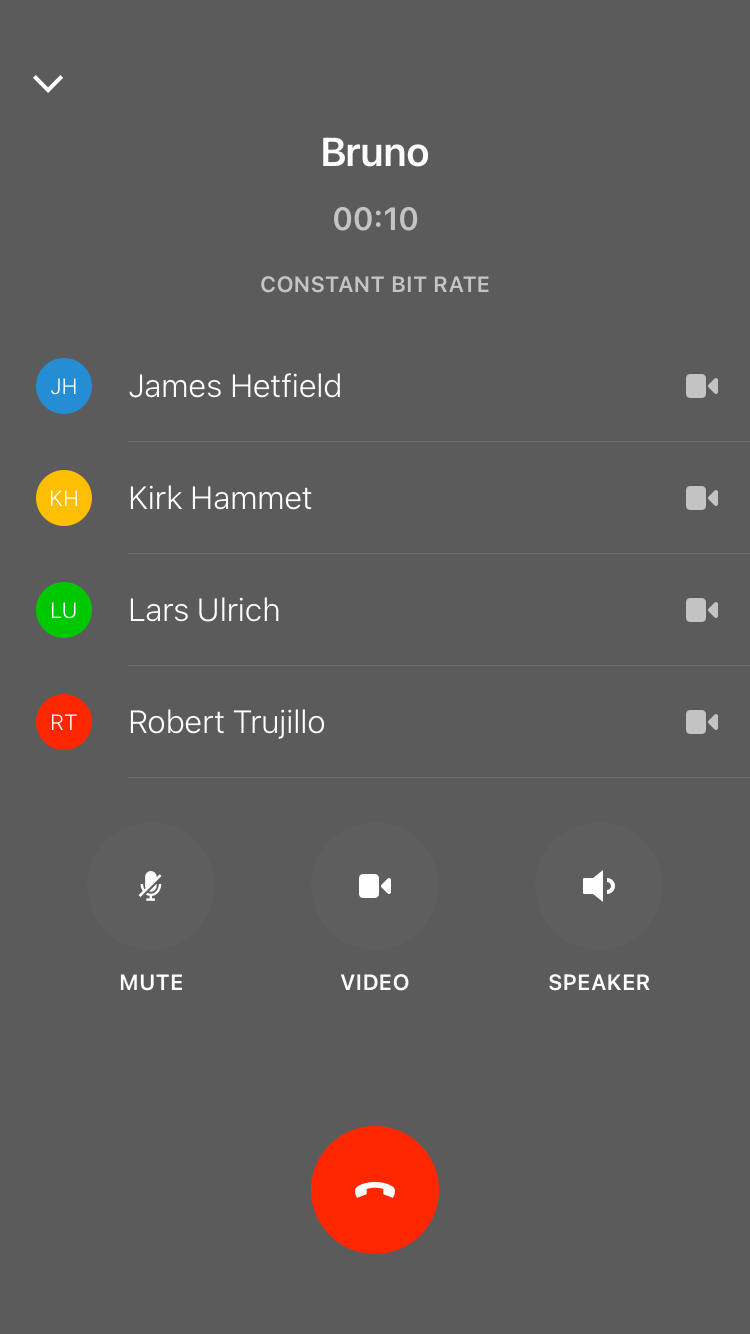 Bruno
00:10
CONSTANT BIT RATE
JH James Hetfield
KH Kirk Hammet
LU Lars Ulrich
RT Robert Trujillo
MUTE VIDEO SPEAKER